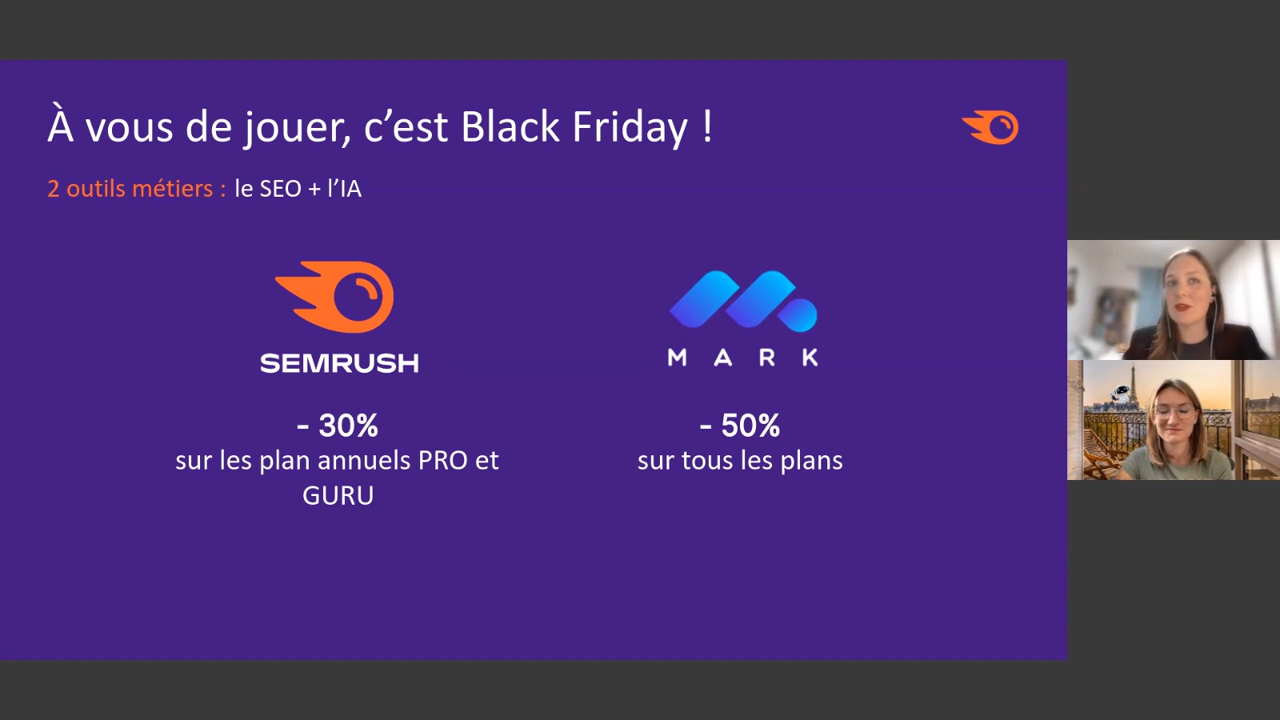 À vous de jouer, c’est Black Friday !
2 outils métiers : le SEO + l’IA
SEMRUSH
- 30%
sur les plan annuels PRO et
GURU
MARK
- 50%
sur tous les plans